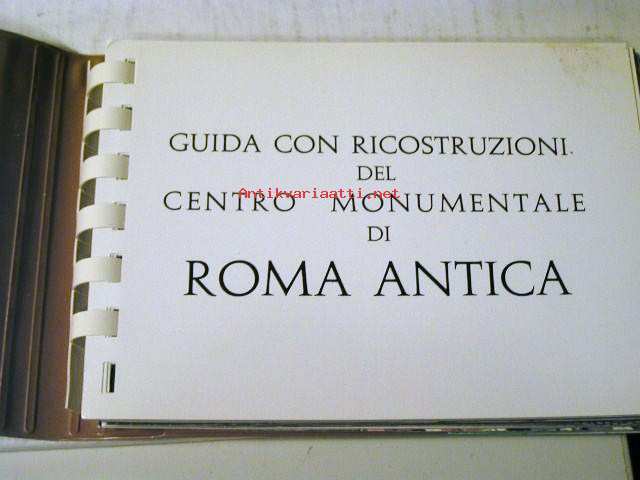 GUIDA CON RICOSTRUZIONI.
DEL
Antikvariaatti.net
CENTRO MONUMENTALE
DI
ROMA ANTICA